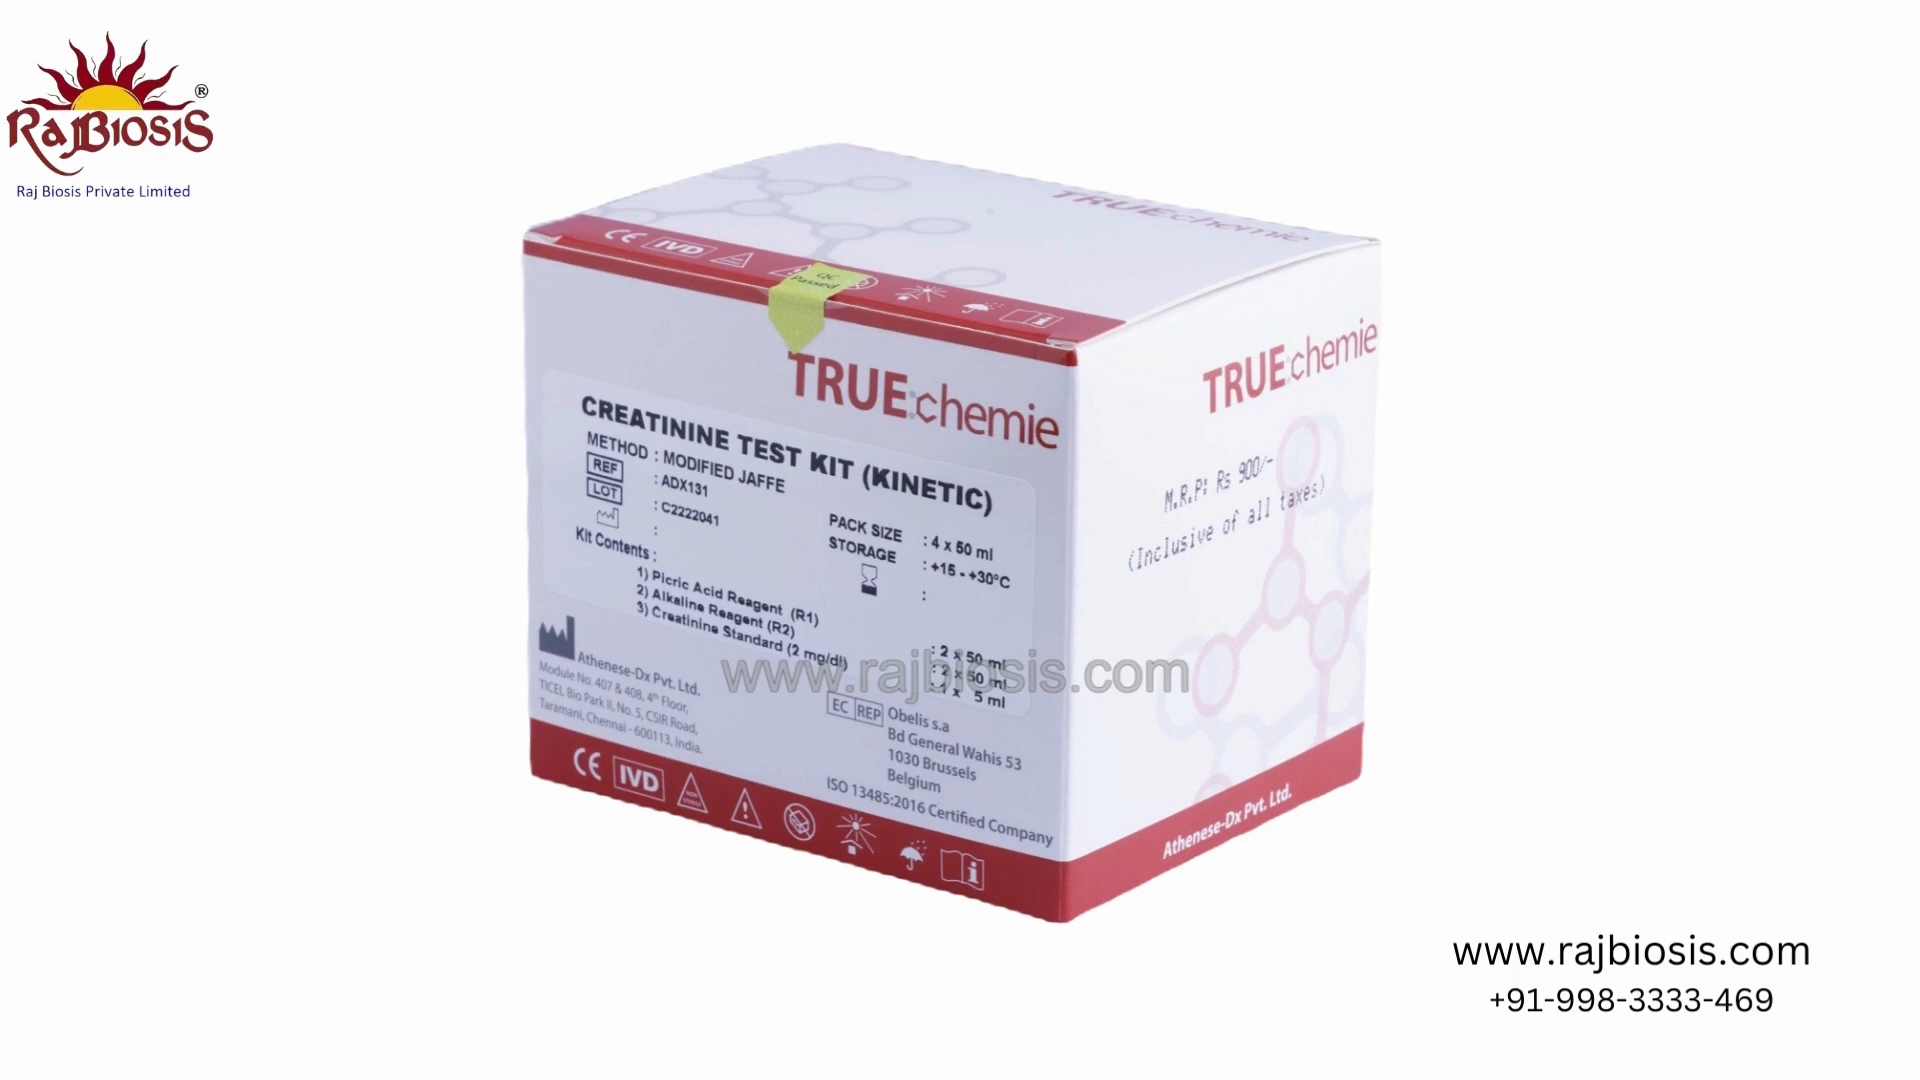 RAJBIOSIS ®
Raj Biosis Private Limited
TRUE:chemie
CE IVD
QC
Passed
TRUE:chemie
CREATININE TEST KIT (KINETIC)
METHOD : MODIFIED JAFFE
REF : ADX131
LOT : C2222041
:
PACK SIZE : 4 x 50 ml
STORAGE : +15 - +30°C
:
Kit Contents :
1) Picric Acid Reagent (R1) : 2 x 50 ml
2) Alkaline Reagent (R2) : 2 x 50 ml
3) Creatinine Standard (2 mg/dl) : 1 x 5 ml
Athenese-Dx Pvt. Ltd.
Module No. 407 & 408, 4th Floor,
TICEL Bio Park II, No. 5, CSIR Road,
Taramani, Chennai - 600113, India.
EC REP Obelis s.a
Bd General Wahis 53
1030 Brussels
Belgium
ISO 13485:2016 Certified Company
CE IVD
NON
STERILE
TRUE:chemie
M.R.P: Rs 900/-
(Inclusive of all taxes)
Athenese-Dx Pvt. Ltd.
www.rajbiosis.com
www.rajbiosis.com
+91-998-3333-469